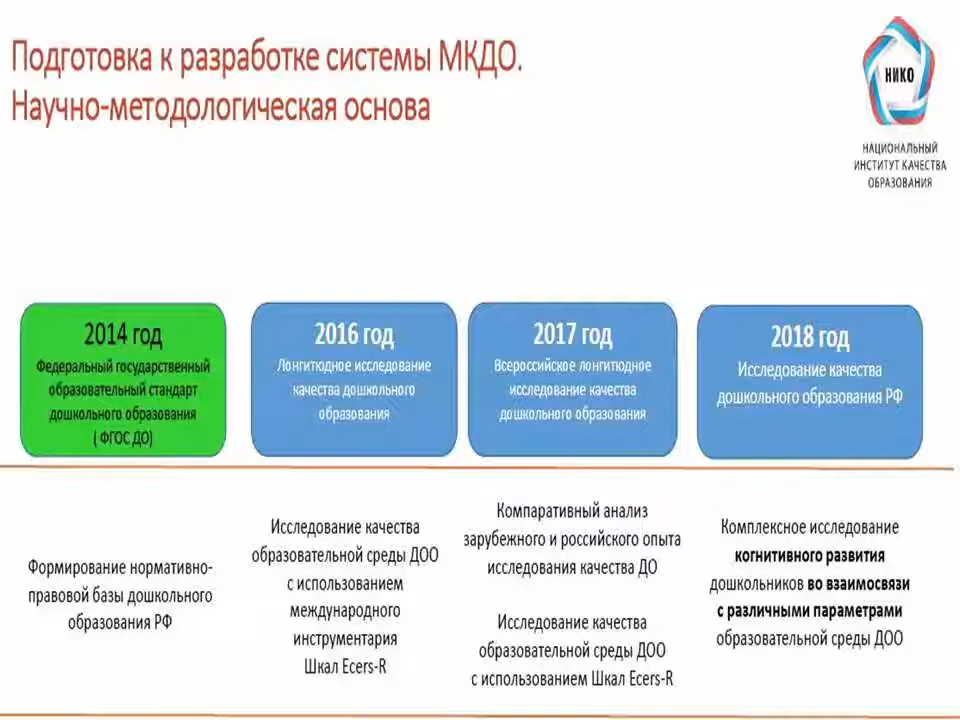 Подготовка к разработке системы МКДО.
Научно-методологическая основа
НИКО
НАЦИОНАЛЬНЫЙ
ИНСТИТУТ КАЧЕСТВА
ОБРАЗОВАНИЯ
2014 год
Федеральный государственный
образовательный стандарт
дошкольного образования
( ФГОС ДО)
2016 год
Лонгитюдное исследование
качества дошкольного
образования
2017 год
Всероссийское лонгитюдное
исследование качества
дошкольного образования
2018 год
Исследование качества
дошкольного образования РФ
Формирование нормативно-
правовой базы дошкольного
образования РФ
Исследование качества
образовательной среды ДОО
с использованием
международного
инструментария
Шкал Ecers-R
Компаративный анализ
зарубежного и российского опыта
исследования качества ДО
Исследование качества
образовательной среды ДОО
с использованием Шкал Ecers-R
Комплексное исследование
когнитивного развития
дошкольников во взаимосвязи
с различными параметрами
образовательной среды ДОО